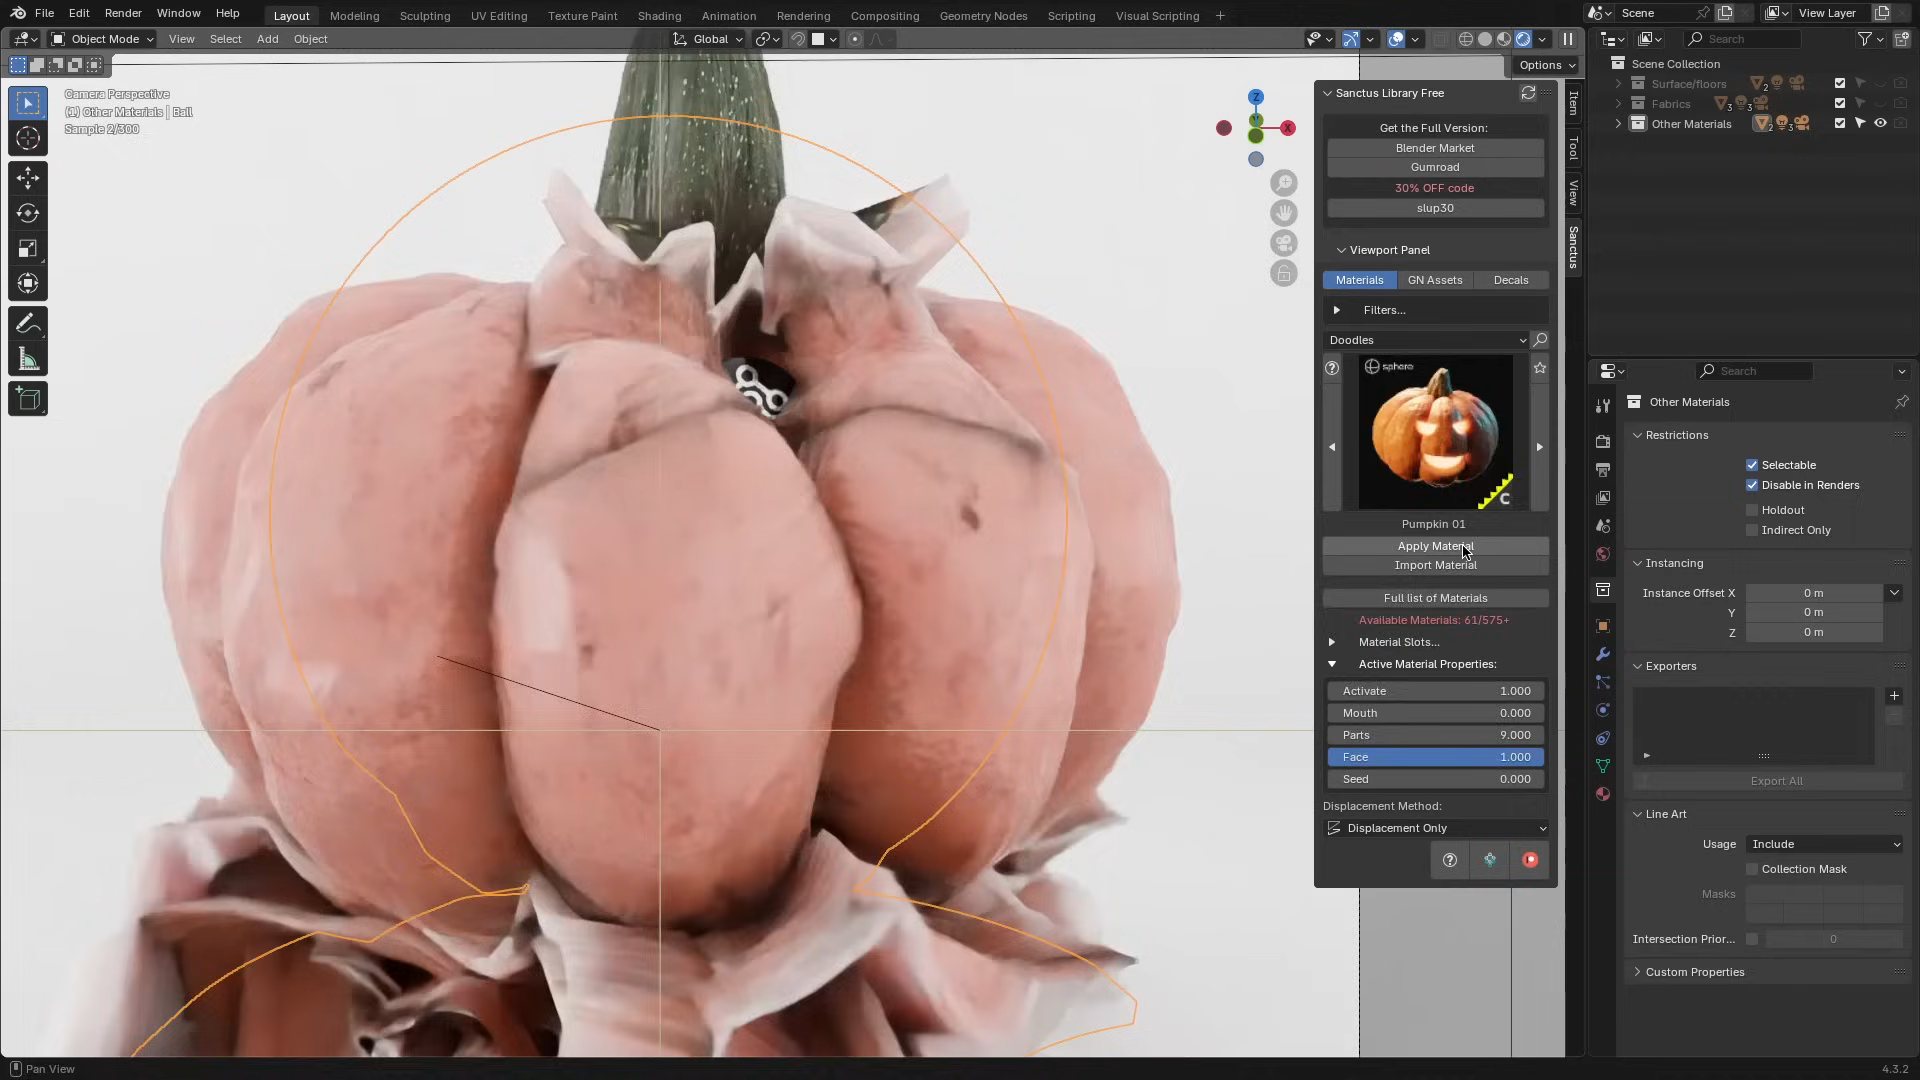 File Edit Render Window Help Layout Modeling Sculpting UV Editing Texture Paint Shading Animation Rendering Compositing Geometry Nodes Scripting Visual Scripting + Scene View Layer
Object Mode View Select Add Object Global Search
Options
Camera Perspective
(1) Other Materials | Ball
Sample 2/300
Z
Y
X
Sanctus Library Free
Get the Full Version:
Blender Market
Gumroad
30% OFF code
slup30
Viewport Panel
Materials GN Assets Decals
Filters...
Doodles
sphere
C
Pumpkin 01
Apply Material
Import Material
Full list of Materials
Available Materials: 61/575+
Material Slots...
Active Material Properties:
Activate 1.000
Mouth 0.000
Parts 9.000
Face 1.000
Seed 0.000
Displacement Method:
Displacement Only
Item
Tool
View
Sanctus
Scene Collection
Surface/floors 2
Fabrics 3 3
Other Materials 2 3
Search
Other Materials
Restrictions
Selectable
Disable in Renders
Holdout
Indirect Only
Instancing
Instance Offset X 0 m
Y 0 m
Z 0 m
Exporters
Export All
Line Art
Usage Include
Collection Mask
Masks
Intersection Prior... 0
Custom Properties
Pan View
4.3.2